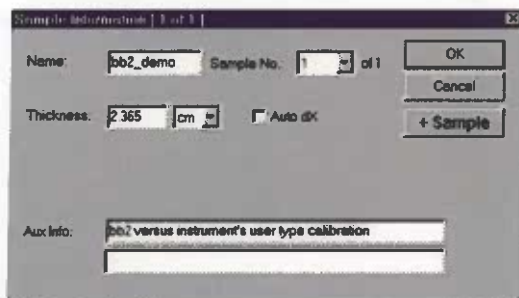 Sample Information [ 1 of 1 ]
Name: bb2_demo Sample No. 1 of 1 OK
Cancel
Thickness: 2.365 cm Auto dX + Sample
Aux Info: bb2 versus instrument's user type calibration